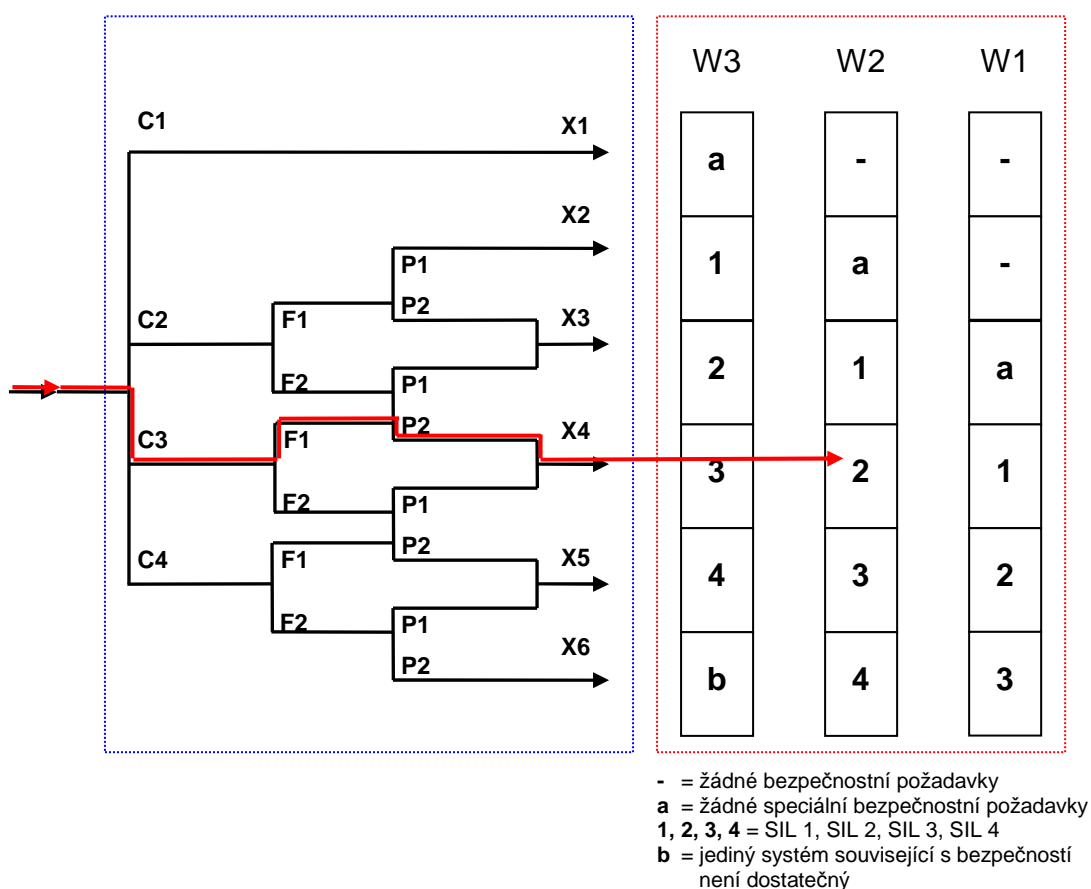 W3 W2 W1
C1 X1
a - -
X2
P1
1 a -
P2
C2 F1 X3
F2 P1
2 1 a
P2
C3 F1 X4
3 2 1
F2 P1
P2
C4 F1 X5
4 3 2
F2 P1
X6
P2
b 4 3
- = žádné bezpečnostní požadavky
a = žádné speciální bezpečnostní požadavky
1, 2, 3, 4 = SIL 1, SIL 2, SIL 3, SIL 4
b = jediný systém související s bezpečností
není dostatečný